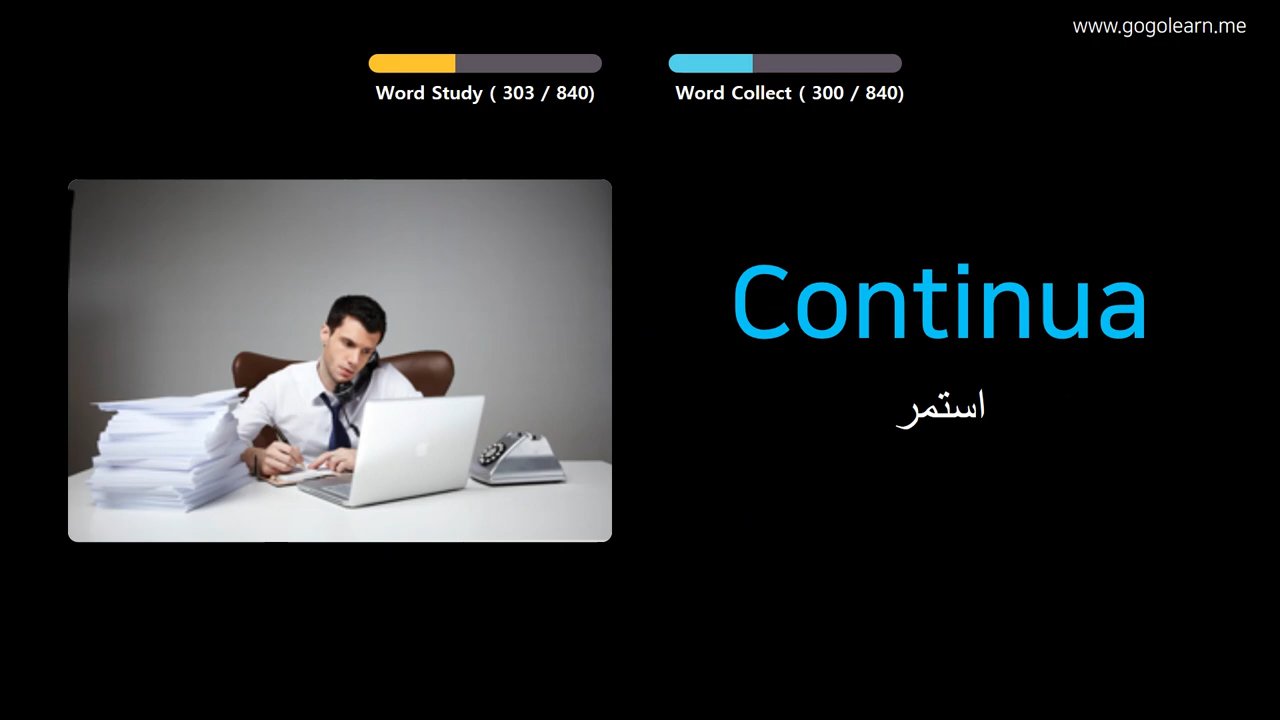 www.gogolearn.me
Word Study ( 303 / 840)
Word Collect ( 300 / 840)
Continua
استمر